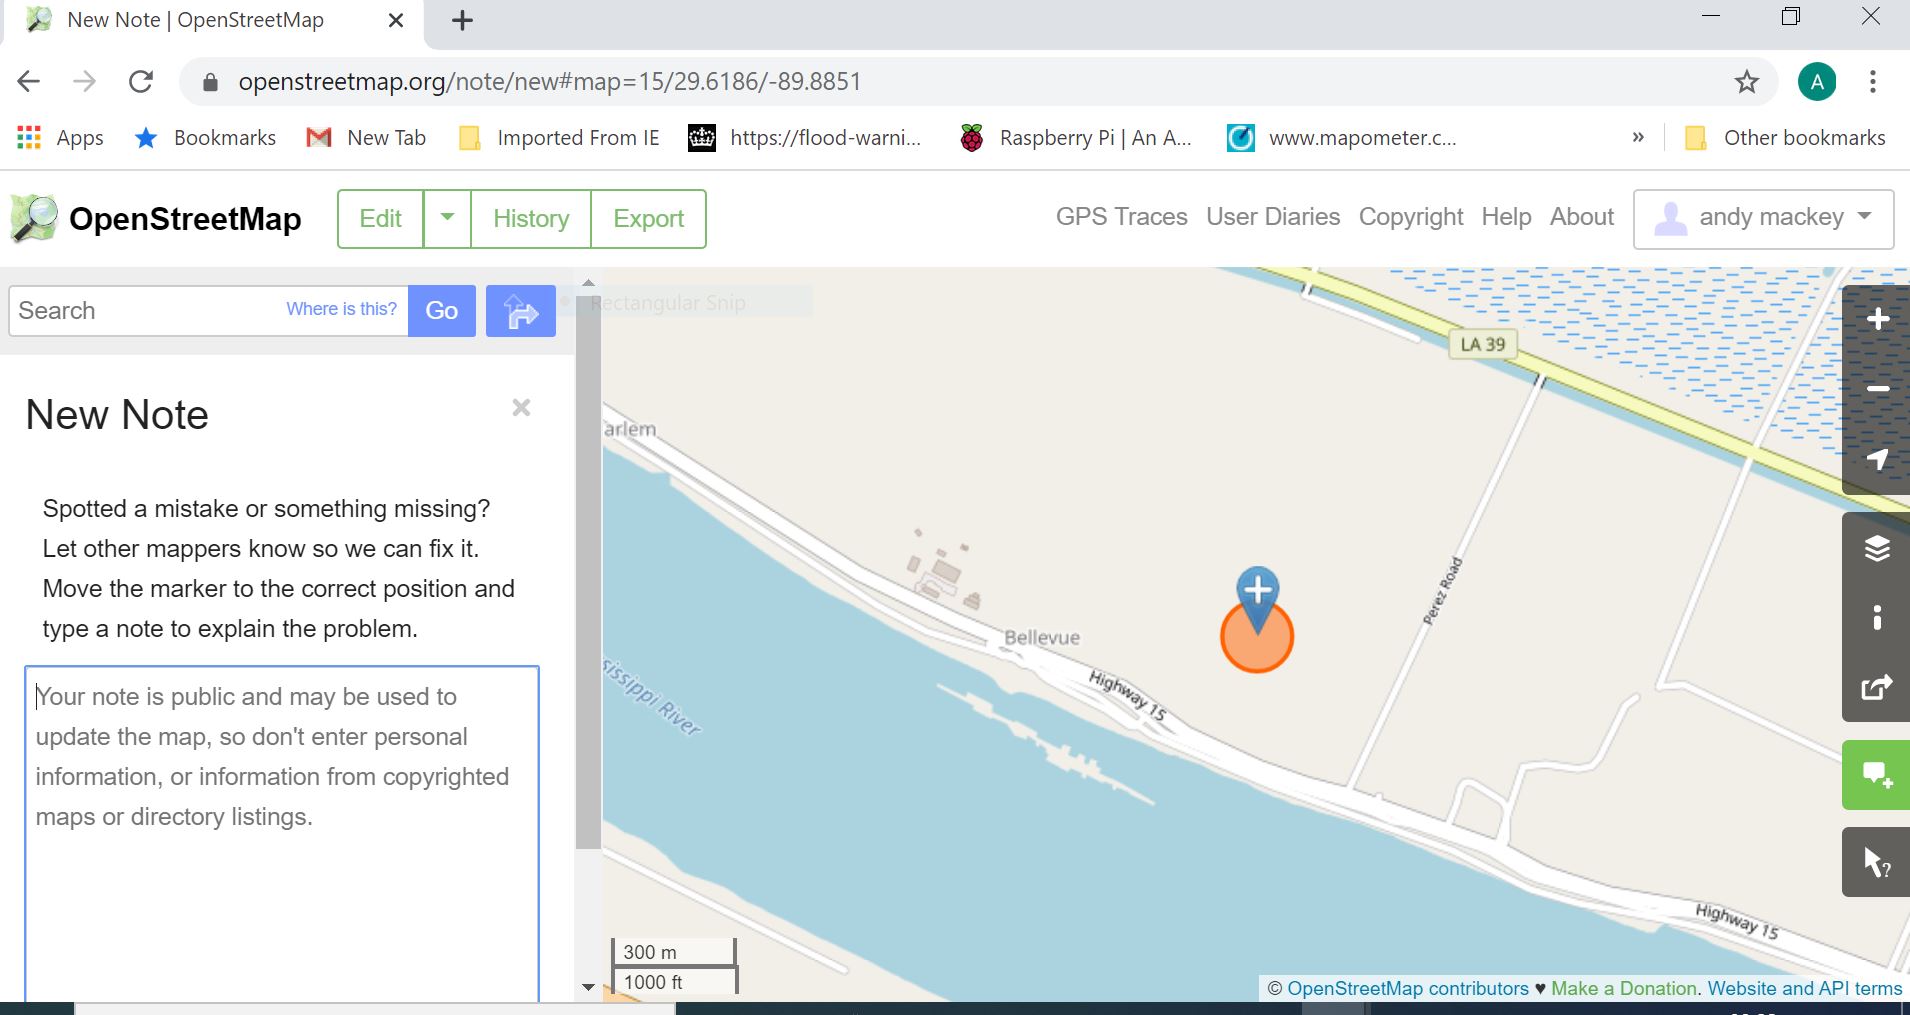 New Note | OpenStreetMap
openstreetmap.org/note/new#map=15/29.6186/-89.8851
A
Apps
Bookmarks
New Tab
Imported From IE
https://flood-warni...
Raspberry Pi | An A...
www.mapometer.c...
»
Other bookmarks
OpenStreetMap
Edit
History
Export
GPS Traces
User Diaries
Copyright
Help
About
andy mackey
Search
Where is this?
Go
Rectangular Snip
New Note
Spotted a mistake or something missing?
Let other mappers know so we can fix it.
Move the marker to the correct position and
type a note to explain the problem.
Your note is public and may be used to
update the map, so don't enter personal
information, or information from copyrighted
maps or directory listings.
LA 39
arlem
Perez Road
Bellevue
Highway 15
sissippi River
Highway 15
300 m
1000 ft
© OpenStreetMap contributors ♥ Make a Donation. Website and API terms